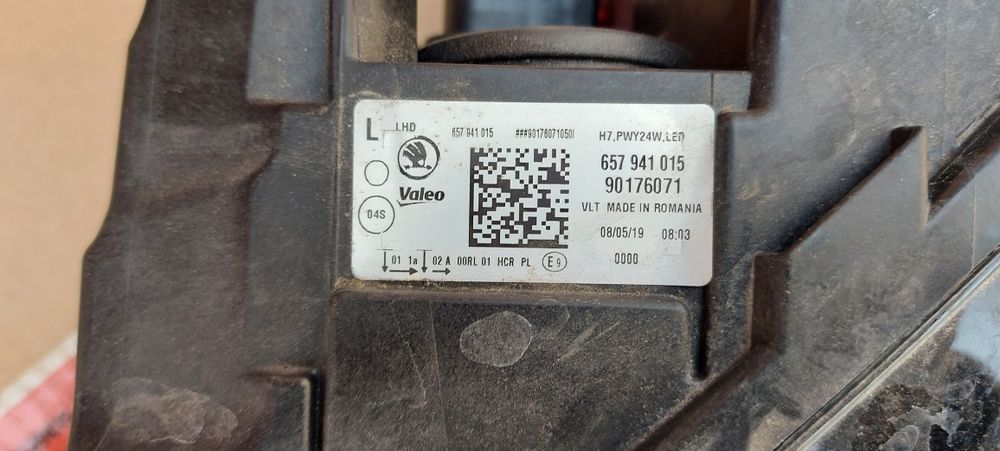 L LHD 657 941 015 ###90176071050I H7,PWY24W,LED
657 941 015
Valeo
90176071
VLT MADE IN ROMANIA
04S
08/05/19 08:03
01 1a 02 A 00RL 01 HCR PL E9 0000